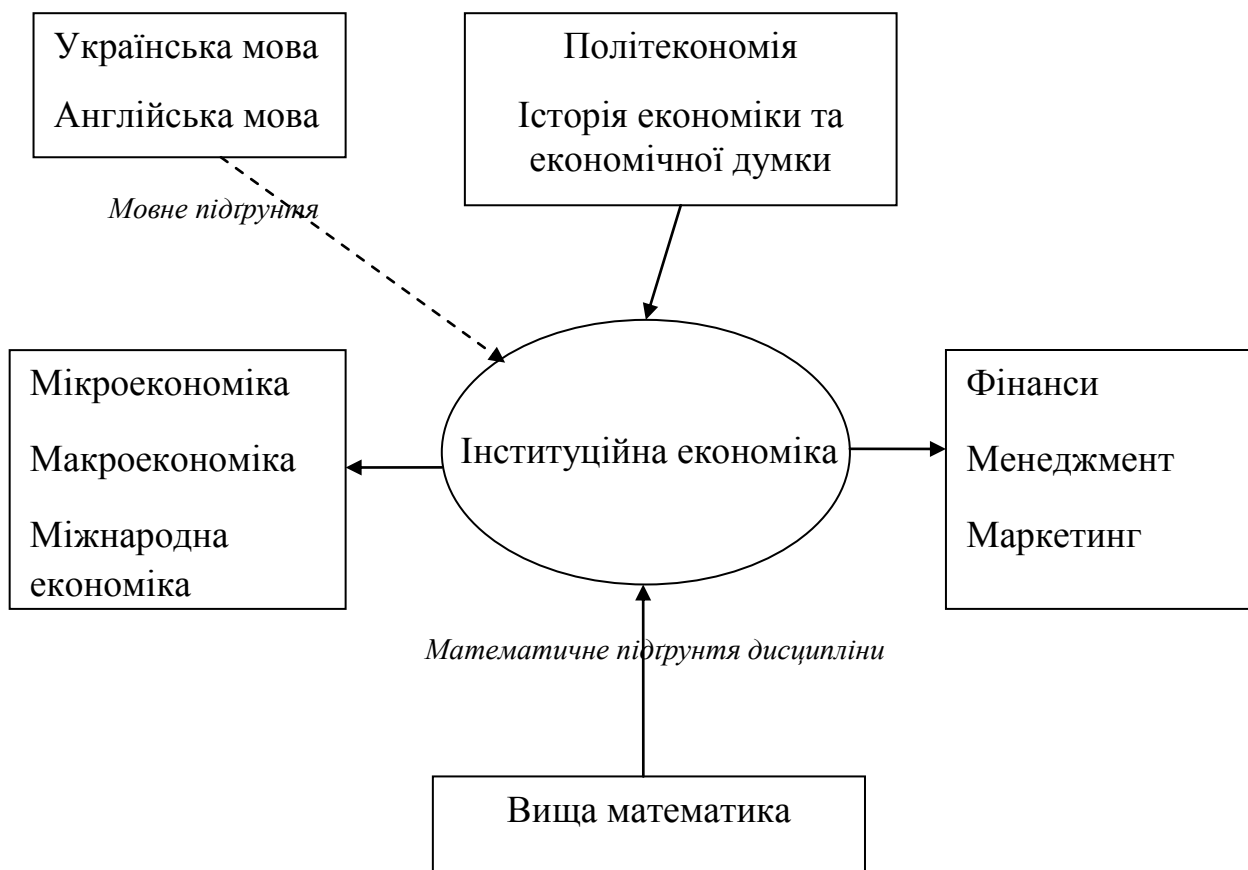 Українська мова
Англійська мова
Політекономія
Історія економіки та
економічної думки
Мовне підґрунтя
Мікроекономіка
Макроекономіка
Міжнародна
економіка
Інституційна економіка
Фінанси
Менеджмент
Маркетинг
Математичне підґрунтя дисципліни
Вища математика